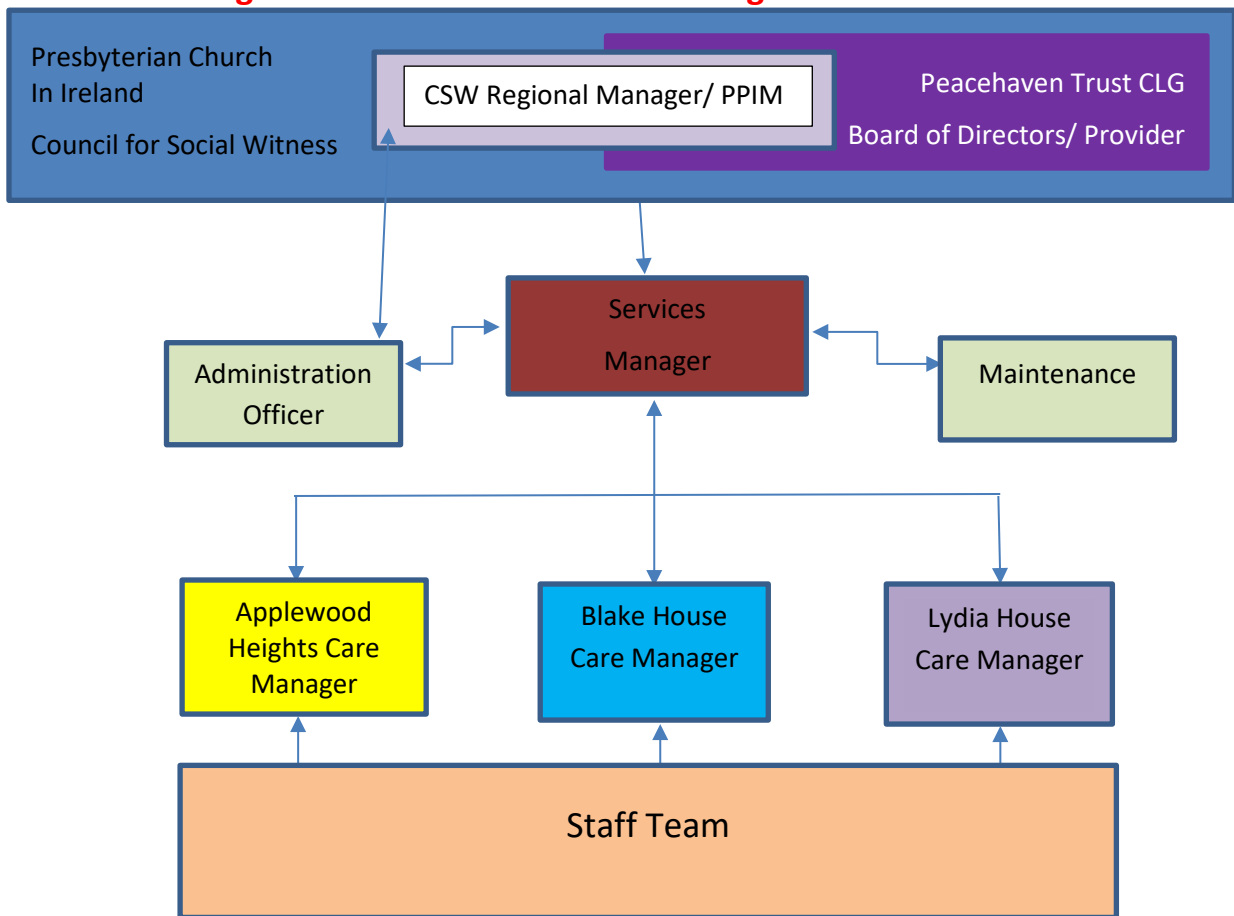 Presbyterian Church
In Ireland
Council for Social Witness
CSW Regional Manager/ PPIM
Peacehaven Trust CLG
Board of Directors/ Provider
Services
Manager
Administration
Officer
Maintenance
Applewood
Heights Care
Manager
Blake House
Care Manager
Lydia House
Care Manager
Staff Team